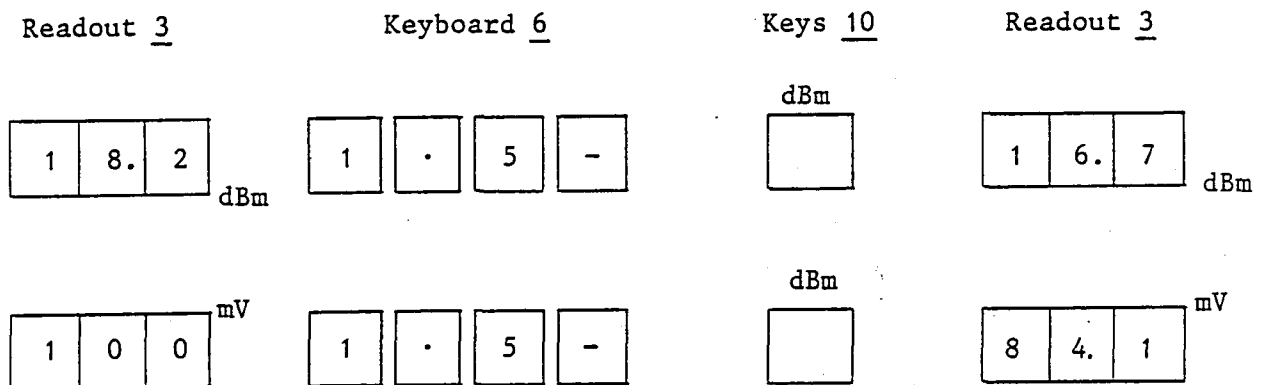 Readout 3 Keyboard 6 Keys 10 Readout 3
dBm
1 8. 2 dBm 1 . 5 - 1 6. 7 dBm
dBm
1 0 0 mV 1 . 5 - 8 4. 1 mV